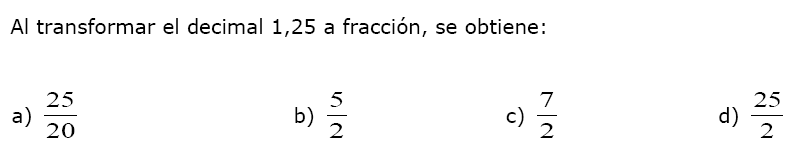 Al transformar el decimal 1,25 a fracción, se obtiene:
a) 25/20 b) 5/2 c) 7/2 d) 25/2